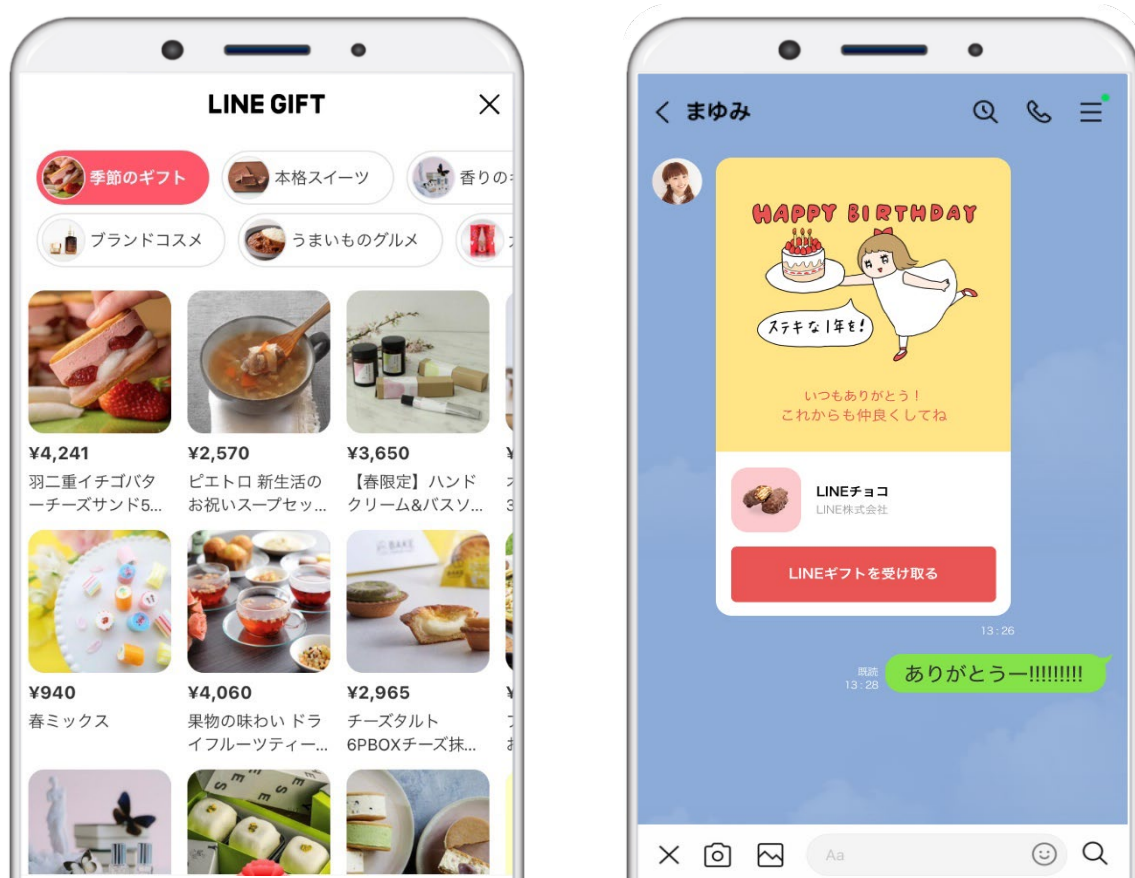 LINE GIFT
季節のギフト
本格スイーツ
香りの
ブランドコスメ
うまいものグルメ
¥4,241
羽二重イチゴバタ
ーチーズサンド5...
¥2,570
ピエトロ 新生活の
お祝いスープセッ...
¥3,650
【春限定】ハンド
クリーム&バスソ...
BAKE
¥940
春ミックス
¥4,060
果物の味わい ドラ
イフルーツティー...
¥2,965
チーズタルト
6PBOXチーズ抹...
まゆみ
HAPPY BIRTHDAY
ステキな1年を!
いつもありがとう！
これからも仲良くしてね
LINEチョコ
LINE株式会社
LINEギフトを受け取る
13:26
既読
13:28
ありがとうー!!!!!!!!!
Aa